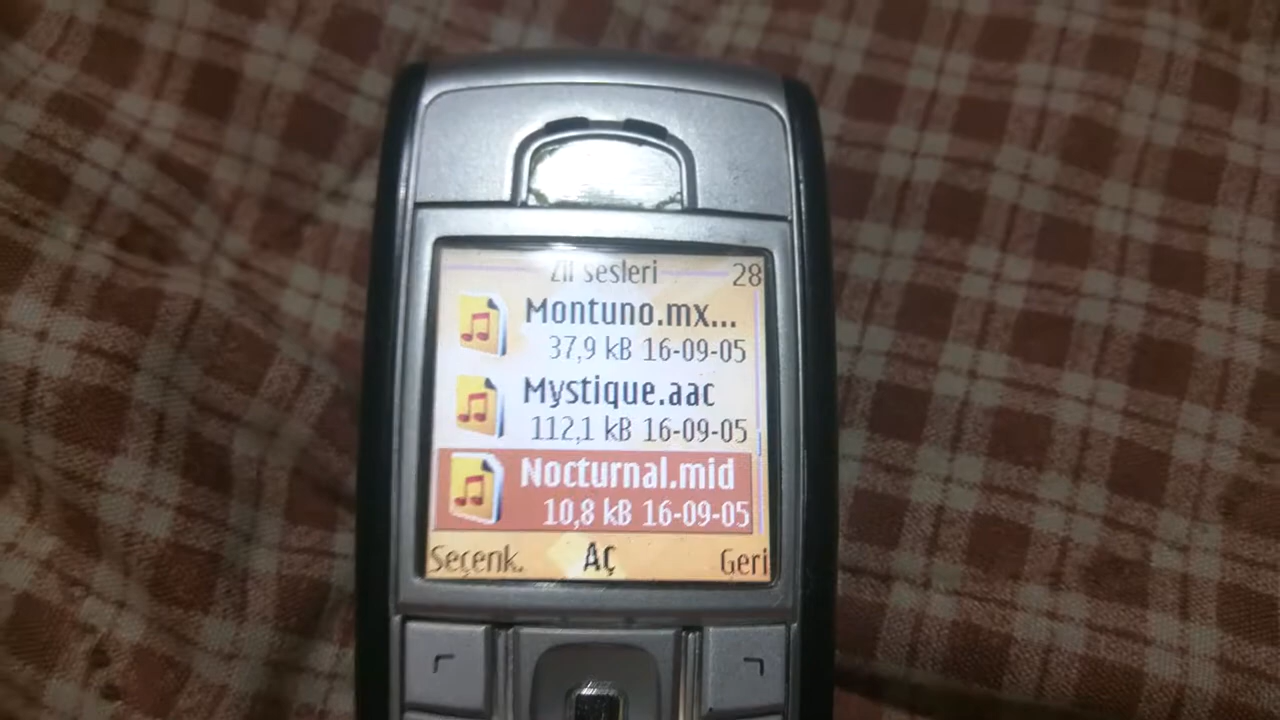 Zil sesleri 28
Montuno.mx...
37,9 kB 16-09-05
Mystique.aac
112,1 kB 16-09-05
Nocturnal.mid
10,8 kB 16-09-05
Seçenk. Aç Geri